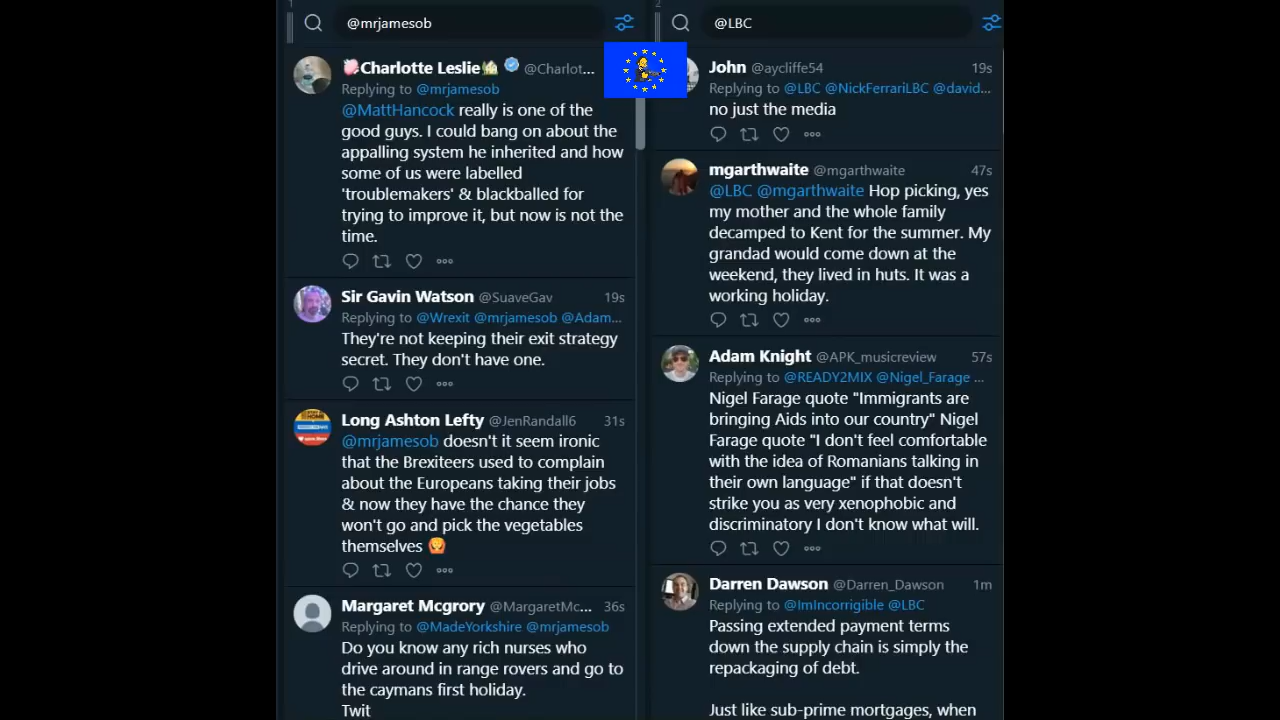 1
@mrjamesob
Charlotte Leslie @Charlot...
Replying to @mrjamesob
@MattHancock really is one of the
good guys. I could bang on about the
appalling system he inherited and how
some of us were labelled
'troublemakers' & blackballed for
trying to improve it, but now is not the
time.
Sir Gavin Watson @SuaveGav 19s
Replying to @Wrexit @mrjamesob @Adam...
They're not keeping their exit strategy
secret. They don't have one.
Long Ashton Lefty @JenRandall6 31s
@mrjamesob doesn't it seem ironic
that the Brexiteers used to complain
about the Europeans taking their jobs
& now they have the chance they
won't go and pick the vegetables
themselves
Margaret Mcgrory @MargaretMc... 36s
Replying to @MadeYorkshire @mrjamesob
Do you know any rich nurses who
drive around in range rovers and go to
the caymans first holiday.
Twit
2
@LBC
John @aycliffe54 19s
Replying to @LBC @NickFerrariLBC @david...
no just the media
mgarthwaite @mgarthwaite 47s
@LBC @mgarthwaite Hop picking, yes
my mother and the whole family
decamped to Kent for the summer. My
grandad would come down at the
weekend, they lived in huts. It was a
working holiday.
Adam Knight @APK_musicreview 57s
Replying to @READY2MIX @Nigel_Farage ...
Nigel Farage quote "Immigrants are
bringing Aids into our country" Nigel
Farage quote "I don't feel comfortable
with the idea of Romanians talking in
their own language" if that doesn't
strike you as very xenophobic and
discriminatory I don't know what will.
Darren Dawson @Darren_Dawson 1m
Replying to @ImIncorrigible @LBC
Passing extended payment terms
down the supply chain is simply the
repackaging of debt.
Just like sub-prime mortgages, when